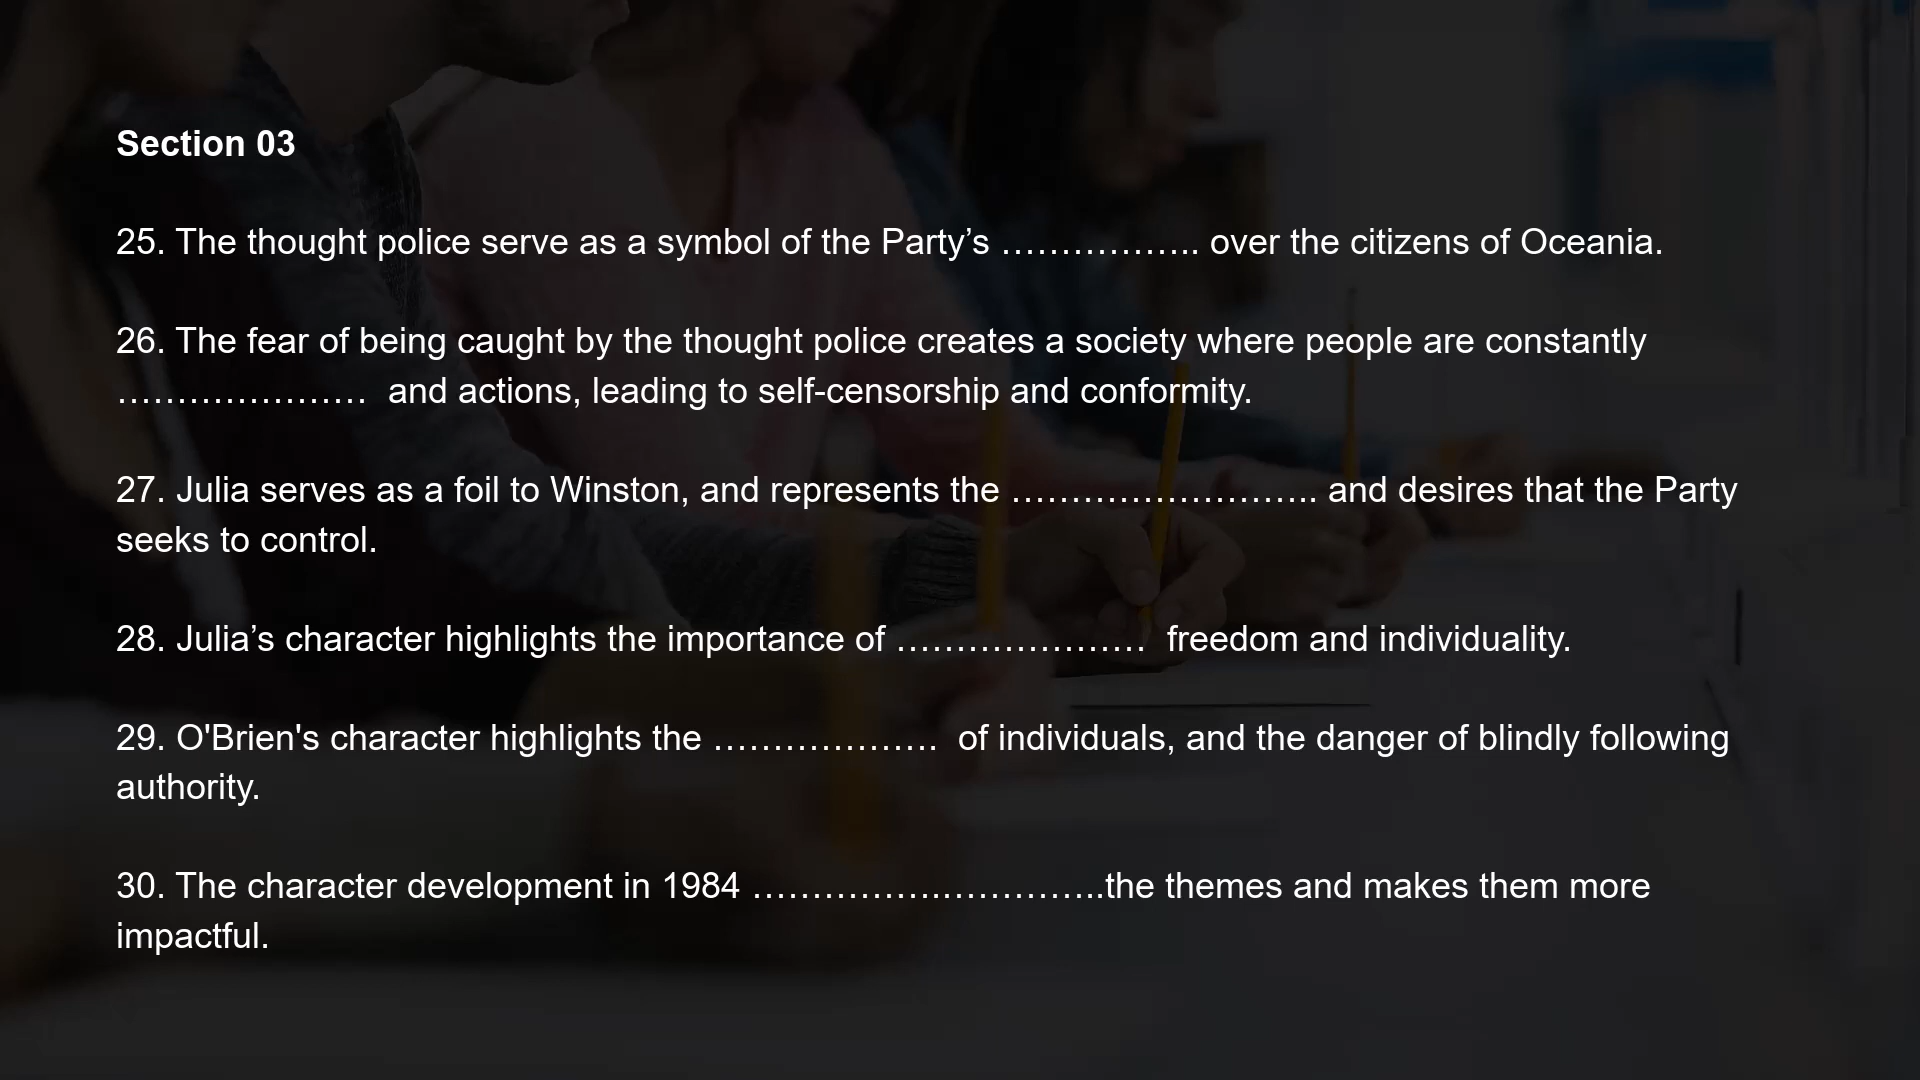 Section 03
25. The thought police serve as a symbol of the Party’s …………….. over the citizens of Oceania.
26. The fear of being caught by the thought police creates a society where people are constantly
…………………  and actions, leading to self-censorship and conformity.
27. Julia serves as a foil to Winston, and represents the …………………….. and desires that the Party
seeks to control.
28. Julia’s character highlights the importance of …………………  freedom and individuality.
29. O'Brien's character highlights the ……………….  of individuals, and the danger of blindly following
authority.
30. The character development in 1984 …………….…………..the themes and makes them more
impactful.